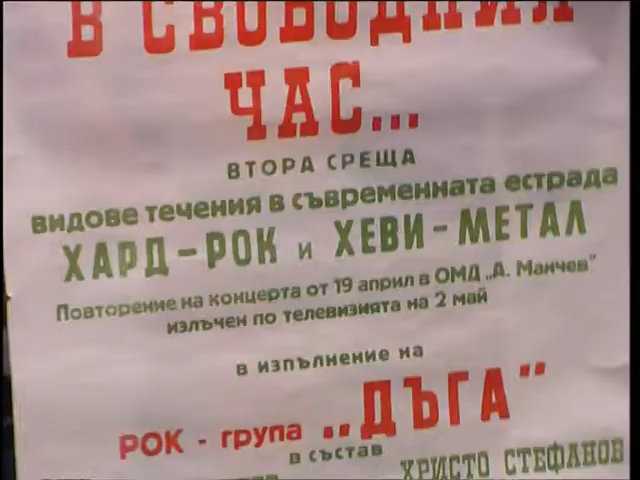 В СВОБОДНИЯ
ЧАС...
ВТОРА СРЕЩА
видове течения в съвременната естрада
ХАРД-РОК и ХЕВИ-МЕТАЛ
Повторение на концерта от 19 април в ОМД „А. Манчев"
излъчен по телевизията на 2 май
в изпълнение на
РОК - група „ДЪГА"
в състав
ХРИСТО СТЕФАНОВ